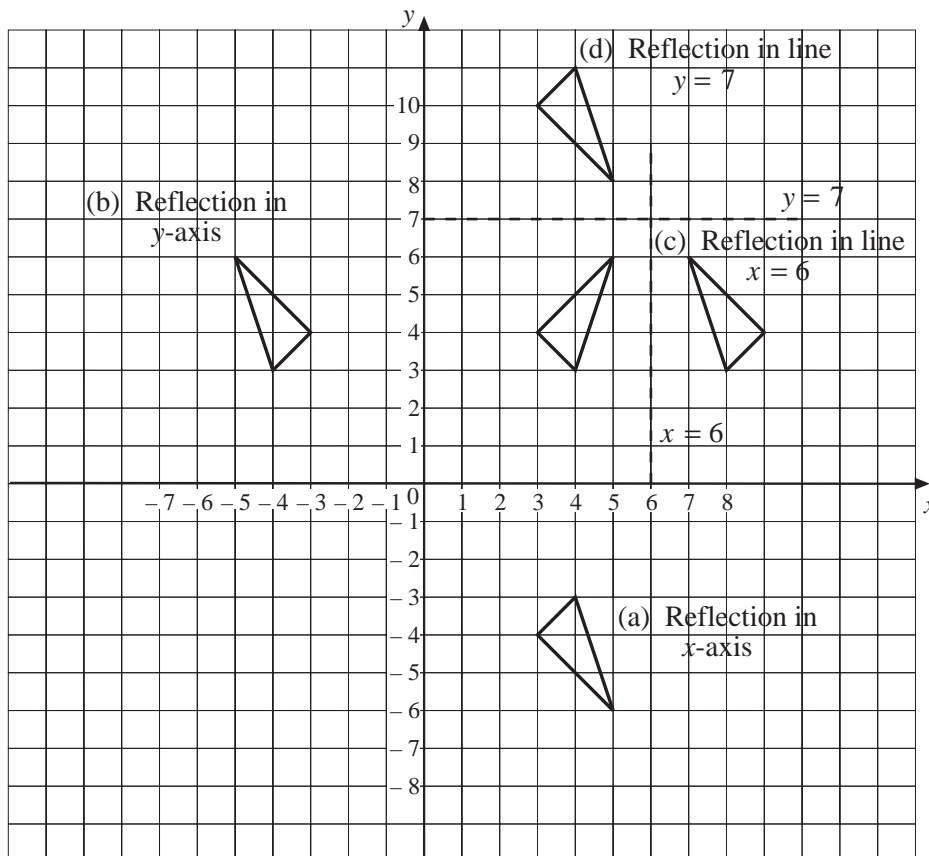 y
(d) Reflection in line
y = 7
10
9
8
(b) Reflection in
y-axis
y = 7
7
(c) Reflection in line
x = 6
6
5
4
3
2
x = 6
1
– 7 – 6 – 5 – 4 – 3 – 2 – 1 0 1 2 3 4 5 6 7 8 x
– 1
– 2
– 3
(a) Reflection in
x-axis
– 4
– 5
– 6
– 7
– 8